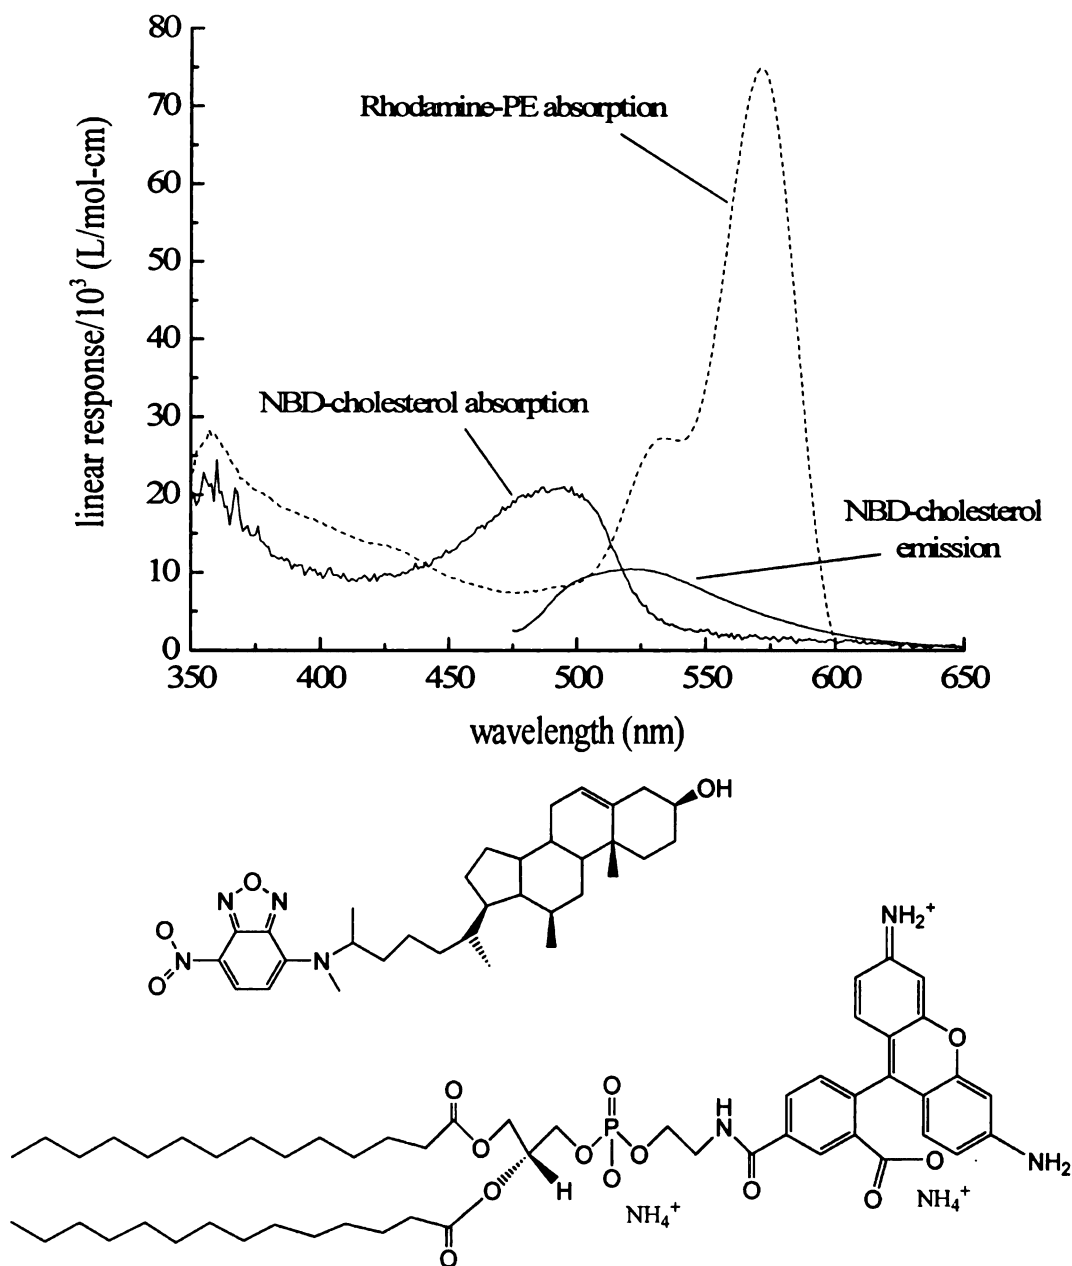 80
70
60
50
40
30
20
10
0
linear response/10³ (L/mol-cm)
Rhodamine-PE absorption
NBD-cholesterol absorption
NBD-cholesterol
emission
350 400 450 500 550 600 650
wavelength (nm)
OH
N O N
O
N
O
N
NH₂⁺
O
O
O
O
P
O
O
H
N
O
O
O
NH₂
O
H
O
NH₄⁺
O
NH₄⁺
O